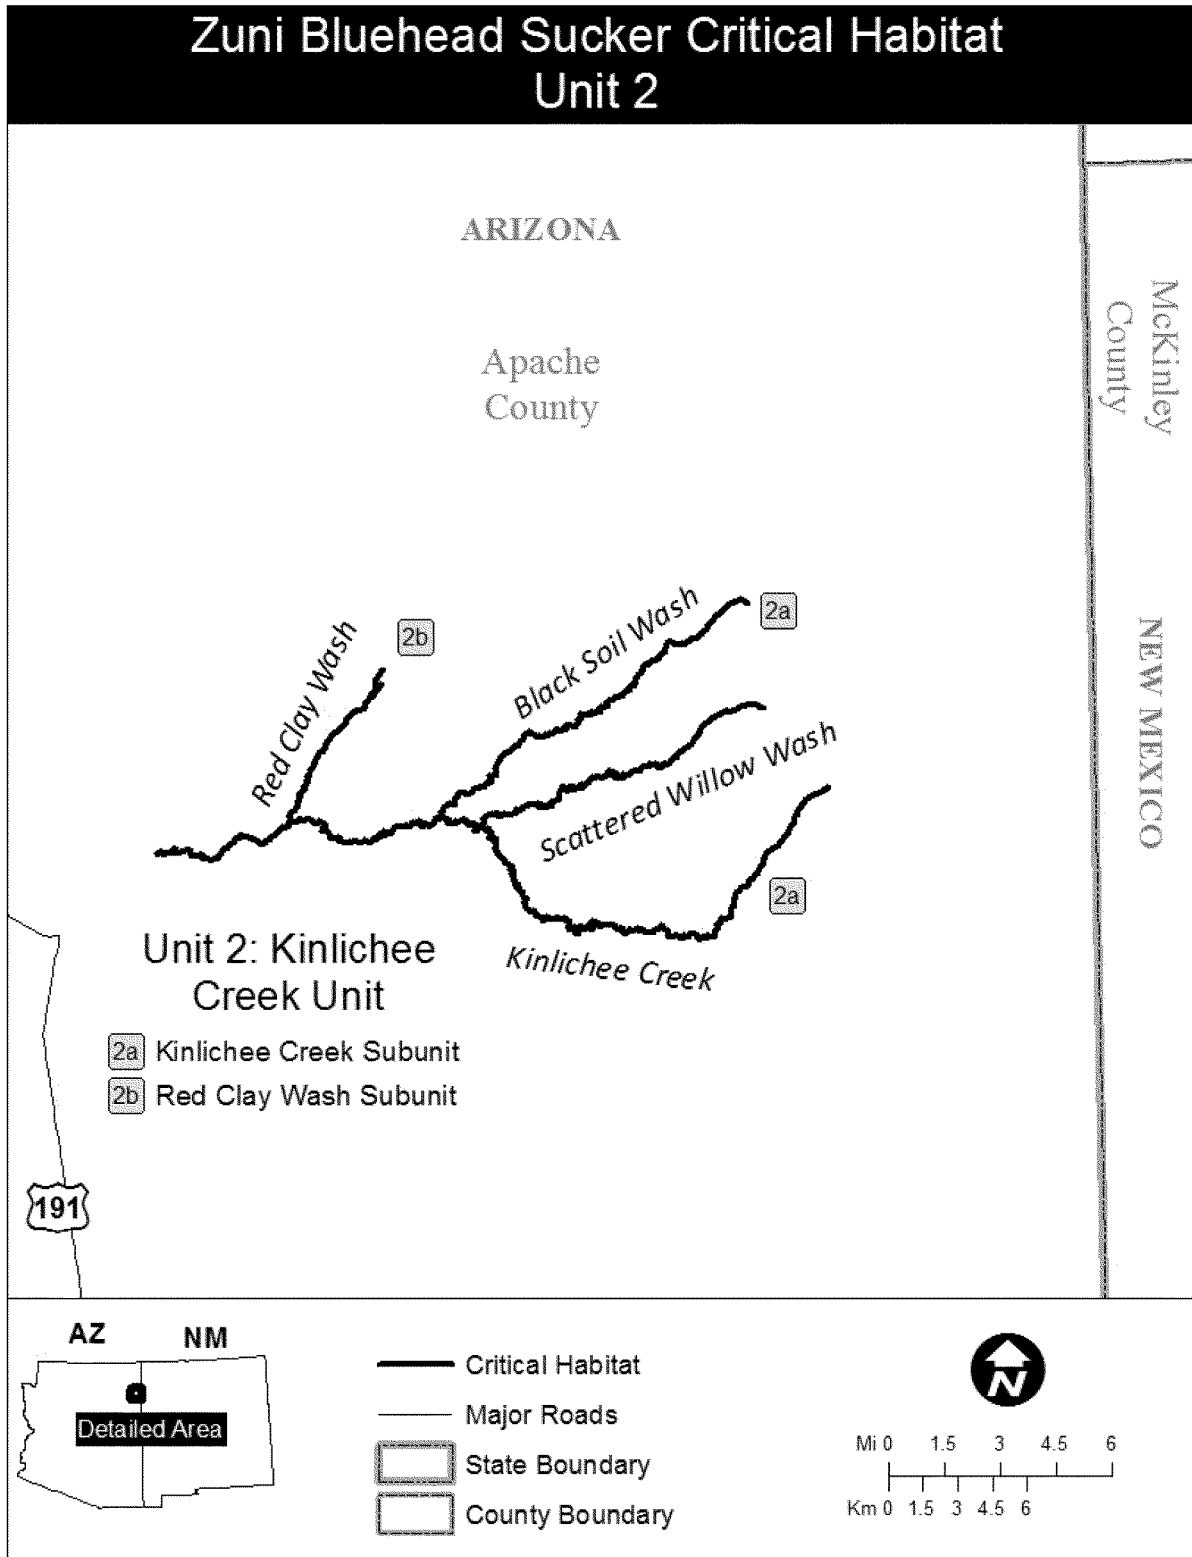 Zuni Bluehead Sucker Critical Habitat
Unit 2
ARIZONA
Apache
County
McKinley
County
NEW MEXICO
Red Clay Wash
2b
Black Soil Wash
2a
Scattered Willow Wash
2a
Kinlichee Creek
Unit 2: Kinlichee
Creek Unit
2a Kinlichee Creek Subunit
2b Red Clay Wash Subunit
191
AZ NM
Detailed Area
Critical Habitat
Major Roads
State Boundary
County Boundary
N
Mi 0 1.5 3 4.5 6
Km 0 1.5 3 4.5 6